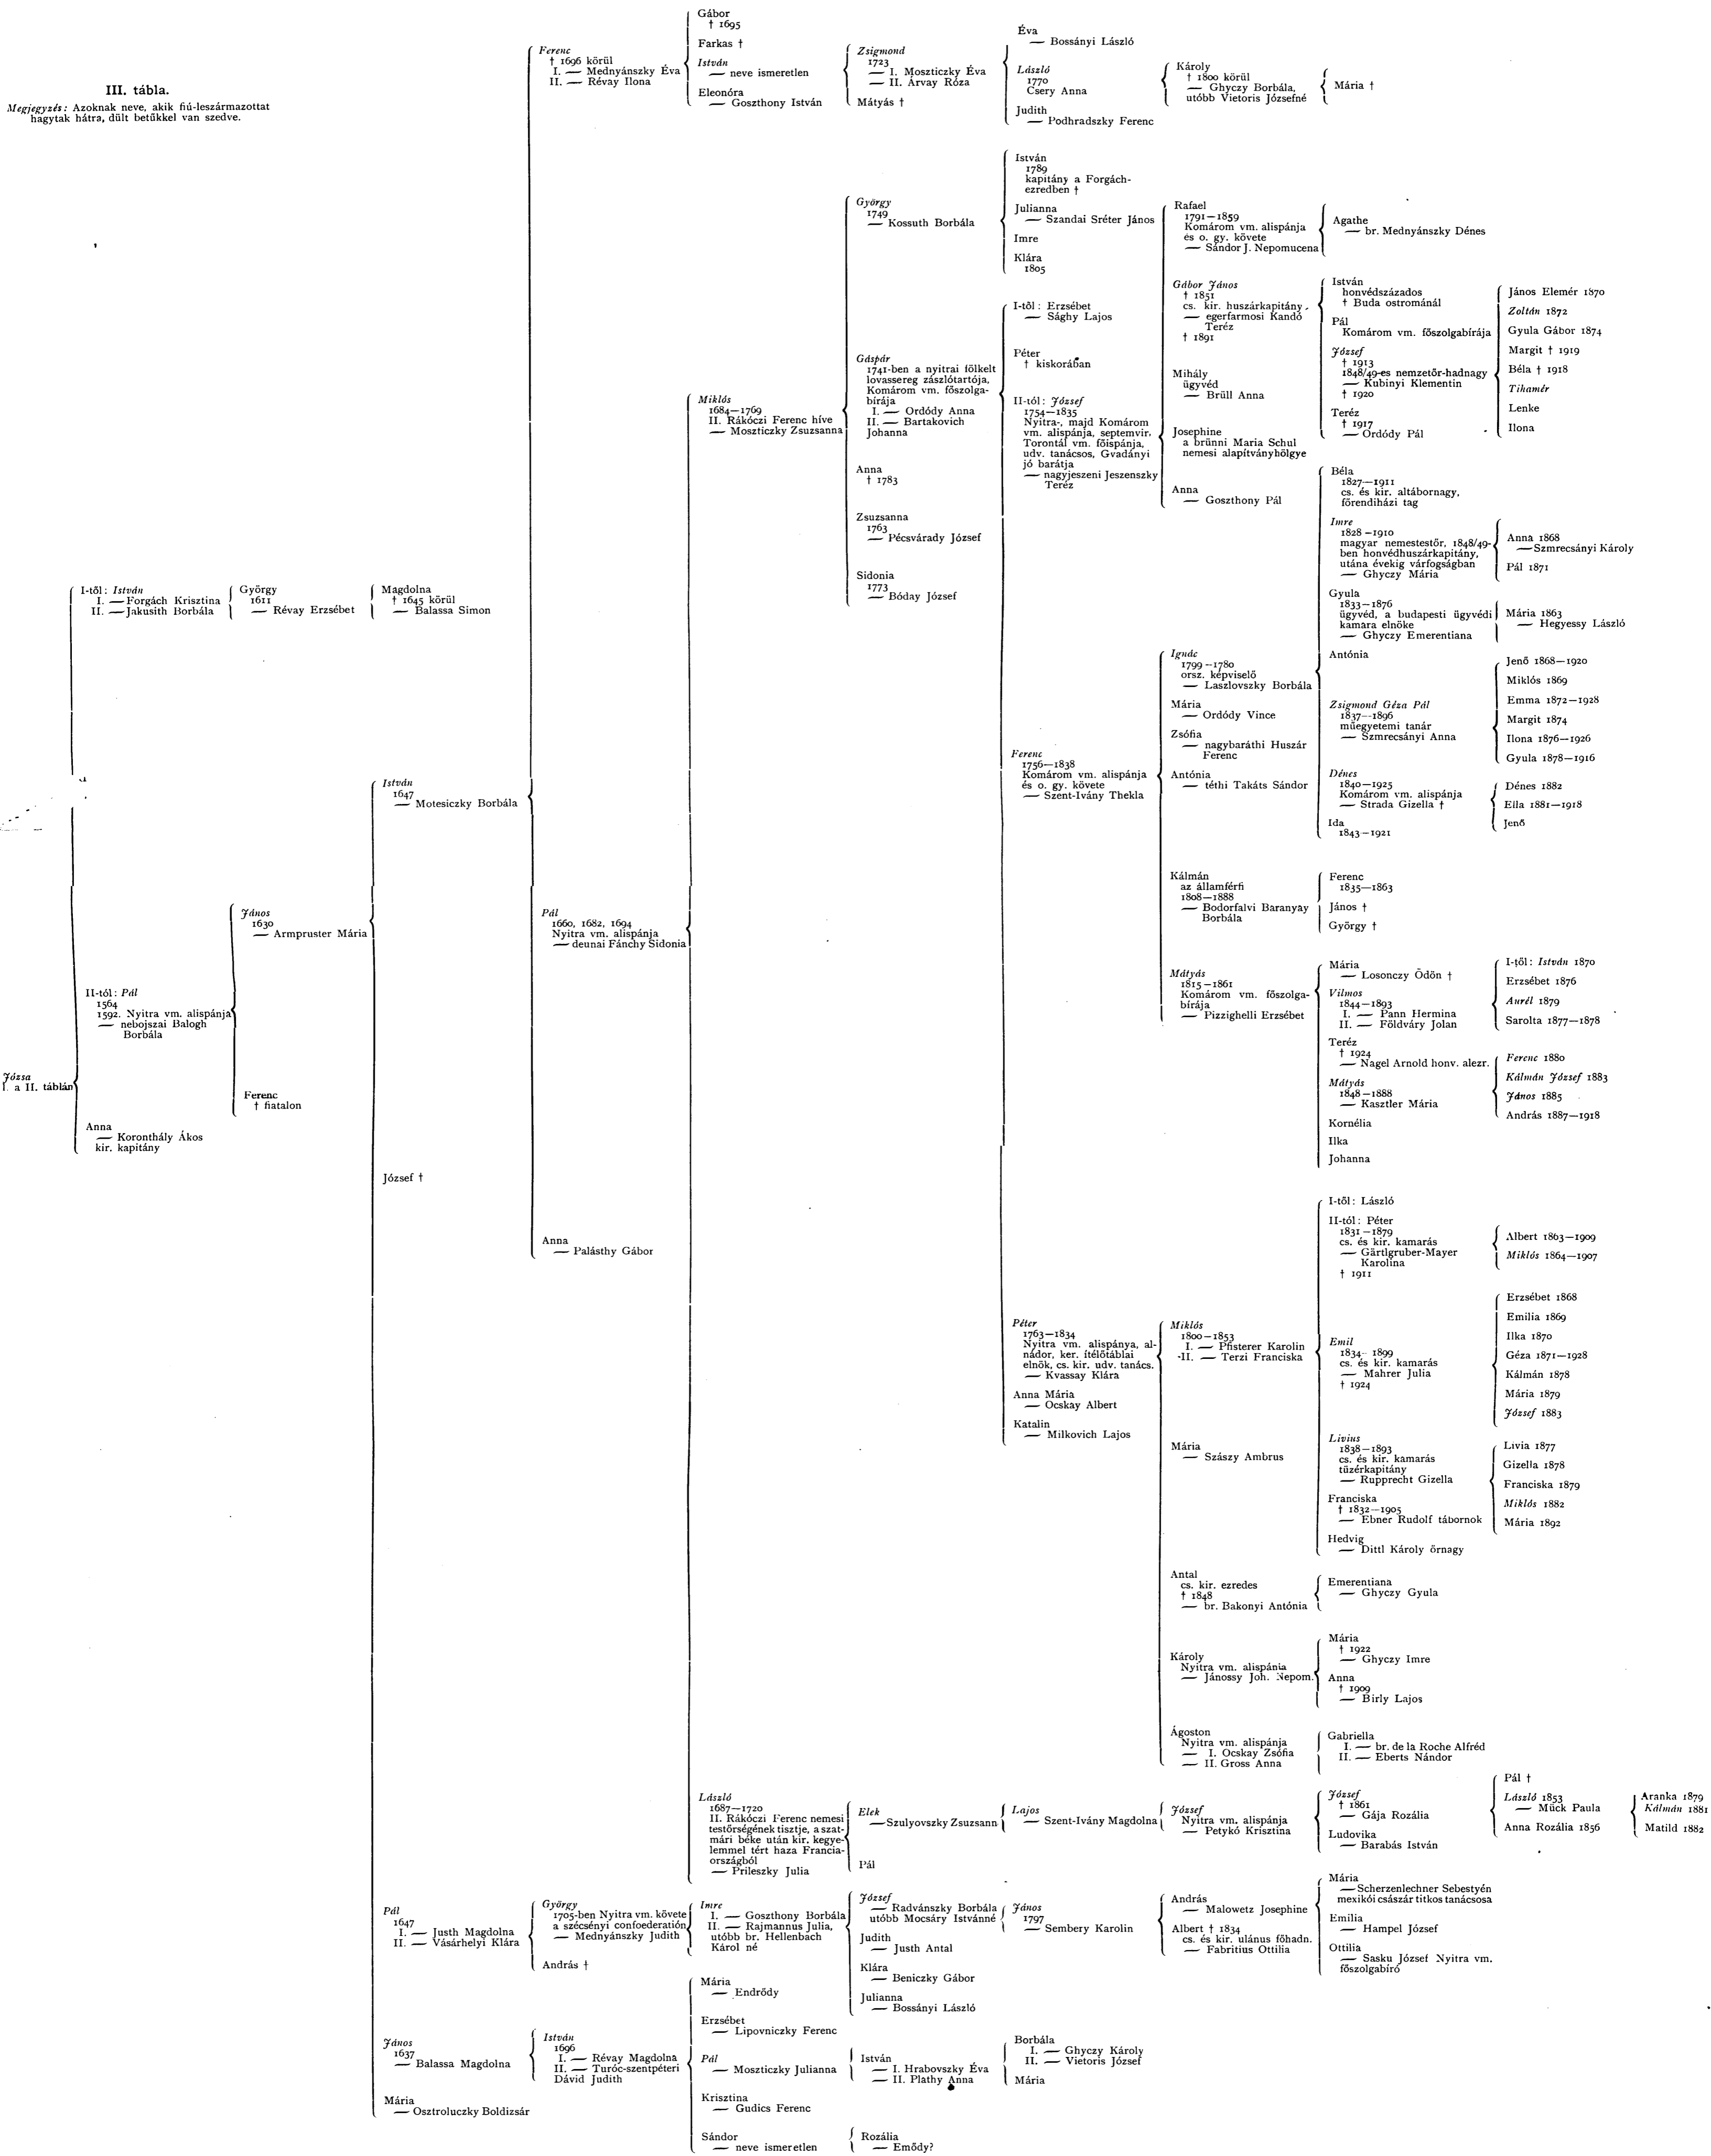 III. tábla.
Megjegyzés: Azoknak neve, akik fiú-leszármazottat
hagytak hátra, dült betűkkel van szedve.
Józsa
I. a II. táblán
I-től: István
I. — Forgách Krisztina
II. — Jakusith Borbála
II-tól: Pál
1564
1592. Nyitra vm. alispánja
— nebojszai Balogh
Borbála
Anna
— Koronthály Ákos
kir. kapitány
György
1611
— Révay Erzsébet
János
1630
— Armpruster Mária
Ferenc
† fiatalon
Magdolna
† 1645 körül
— Balassa Simon
István
1647
— Motesiczky Borbála
József †
Pál
1647
I. — Justh Magdolna
II. — Vásárhelyi Klára
János
1637
— Balassa Magdolna
Mária
— Osztroluczky Boldizsár
Ferenc
† 1696 körül
I. — Mednyánszky Éva
II. — Révay Ilona
Pál
1660, 1682, 1694
Nyitra vm. alispánja
— deunai Fánchy Sidonia
Anna
— Palásthy Gábor
György
1705-ben Nyitra vm. követe
a szécsényi confoederatión
— Mednyánszky Judith
András †
István
1696
I. — Révay Magdolna
II. — Turóc-szentpéteri
Dávid Judith
Gábor
† 1695
Farkas †
István
— neve ismeretlen
Eleonóra
— Goszthony István
Miklós
1684—1769
II. Rákóczi Ferenc híve
— Moszticzky Zsuzsanna
László
1687—1720
II. Rákóczi Ferenc nemesi
testőrségének tisztje, a szat-
mári béke után kir. kegye-
lemmel tért haza Francia-
országból
— Prileszky Julia
Imre
I. — Goszthony Borbála
II. — Rajmannus Julia,
utóbb br. Hellenbach
Károl né
Mária
— Endrődy
Erzsébet
— Lipovniczky Ferenc
Pál
— Moszticzky Julianna
Krisztina
— Gudics Ferenc
Sándor
— neve ismeretlen
Zsigmond
1723
— I. Moszticzky Éva
— II. Árvay Róza
Mátyás †
György
1749
— Kossuth Borbála
Gáspár
1741-ben a nyitrai fölkelt
lovassereg zászlótartója,
Komárom vm. főszolga-
bírája
I. — Ordódy Anna
II. — Bartakovich
Johanna
Anna
† 1783
Zsuzsanna
1763
— Pécsvárady József
Sidonia
1773
— Bóday József
Elek
— Szulyovszky Zsuzsann
Pál
József
— Radvánszky Borbála
utóbb Mocsáry Istvánné
Judith
— Justh Antal
Klára
— Beniczky Gábor
Julianna
— Bossányi László
István
— I. Hrabovszky Éva
— II. Plathy Anna
Rozália
— Emődy?
Éva
— Bossányi László
László
1770
Csery Anna
Judith
— Podhradszky Ferenc
István
1789
kapitány a Forgách-
ezredben †
Julianna
— Szandai Sréter János
Imre
Klára
1805
I-től: Erzsébet
— Sághy Lajos
Péter
† kiskorában
II-tól: József
1754—1835
Nyitra-, majd Komárom
vm. alispánja, septemvir,
Torontál vm. főispánja,
udv. tanácsos, Gvadányi
jó barátja
— nagyjeszeni Jeszenszky
Teréz
Ferenc
1756—1838
Komárom vm. alispánja
és o. gy. követe
— Szent-Ivány Thekla
Péter
1763—1834
Nyitra vm. alispánya, al-
nádor, ker. ítélőtáblai
elnök, cs. kir. udv. tanács.
— Kvassay Klára
Anna Mária
— Ocskay Albert
Katalin
— Milkovich Lajos
Lajos
— Szent-Ivány Magdolna
János
1797
— Sembery Karolin
Borbála
I. — Ghyczy Károly
II. — Vietoris József
Mária
Károly
† 1800 körül
— Ghyczy Borbála,
utóbb Vietoris Józsefné
Rafael
1791—1859
Komárom vm. alispánja
és o. gy. követe
— Sándor J. Nepomucena
Gábor János
† 1851
cs. kir. huszárkapitány
— egerfarmosi Kandó
Teréz
† 1891
Mihály
ügyvéd
— Brüll Anna
Josephine
a brünni Maria Schul
nemesi alapítványhölgye
Anna
— Goszthony Pál
Ignác
1799—1780
orsz. képviselő
— Laszlovszky Borbála
Mária
— Ordódy Vince
Zsófia
— nagybaráthi Huszár
Ferenc
Antónia
— téthi Takáts Sándor
Kálmán
az államférfi
1808—1888
— Bodorfalvi Baranyay
Borbála
Mátyás
1815—1861
Komárom vm. főszolga-
bírája
— Pizzighelli Erzsébet
Miklós
1800—1853
I. — Pfisterer Karolin
II. — Terzi Franciska
Mária
— Szászy Ambrus
Antal
cs. kir. ezredes
† 1848
— br. Bakonyi Antónia
Károly
Nyitra vm. alispánia
— Jánossy Joh. Nepom.
Ágoston
Nyitra vm. alispánja
— I. Ocskay Zsófia
— II. Gross Anna
József
Nyitra vm. alispánja
— Petykó Krisztina
András
— Malowetz Josephine
Albert † 1834
cs. és kir. ulánus főhadn.
— Fabritius Ottilia
Mária †
Agathe
— br. Mednyánszky Dénes
István
honvédszázados
† Buda ostrománál
Pál
Komárom vm. főszolgabírája
József
† 1913
1848/49-es nemzetőr-hadnagy
— Kubinyi Klementin
† 1920
Teréz
† 1917
— Ordódy Pál
Béla
1827—1911
cs. és kir. altábornagy,
főrendiházi tag
Imre
1828—1910
magyar nemestestőr, 1848/49-
ben honvédhuszárkapitány,
utána évekig várfogságban
— Ghyczy Mária
Gyula
1833—1876
ügyvéd, a budapesti ügyvédi
kamara elnöke
— Ghyczy Emerentiana
Antónia
Zsigmond Géza Pál
1837—1896
műegyetemi tanár
— Szmrecsányi Anna
Dénes
1840—1925
Komárom vm. alispánja
— Strada Gizella †
Ida
1843—1921
Ferenc
1835—1863
János †
György †
Mária
— Losonczy Ödön †
Vilmos
1844—1893
I. — Pann Hermina
II. — Földváry Jolan
Teréz
† 1924
— Nagel Arnold honv. alezr.
Mátyás
1848—1888
— Kasztler Mária
Kornélia
Ilka
Johanna
I-től: László
II-tól: Péter
1831—1879
cs. és kir. kamarás
— Gärtlgruber-Mayer
Karolina
† 1911
Emil
1834—1899
cs. és kir. kamarás
— Mahrer Julia
† 1924
Livius
1838—1893
cs. és kir. kamarás
tüzérkapitány
— Rupprecht Gizella
Franciska
† 1832—1905
— Ebner Rudolf tábornok
Hedvig
— Dittl Károly őrnagy
Emerentiana
— Ghyczy Gyula
Mária
† 1922
— Ghyczy Imre
Anna
† 1909
— Birly Lajos
Gabriella
I. — br. de la Roche Alfréd
II. — Eberts Nándor
József
† 1861
— Gája Rozália
Ludovika
— Barabás István
Mária
— Scherzenlechner Sebestyén
mexikói császár titkos tanácsosa
Emilia
— Hampel József
Ottilia
— Sasku József Nyitra vm.
főszolgabíró
János Elemér 1870
Zoltán 1872
Gyula Gábor 1874
Margit † 1919
Béla † 1918
Tihamér
Lenke
Ilona
Anna 1868
— Szmrecsányi Károly
Pál 1871
Mária 1863
— Hegyessy László
Jenő 1868—1920
Miklós 1869
Emma 1872—1928
Margit 1874
Ilona 1876—1926
Gyula 1878—1916
Dénes 1882
Ella 1881—1918
Jenő
I-től: István 1870
Erzsébet 1876
Aurél 1879
Sarolta 1877—1878
Ferenc 1880
Kálmán József 1883
János 1885
András 1887—1918
Albert 1863—1909
Miklós 1864—1907
Erzsébet 1868
Emilia 1869
Ilka 1870
Géza 1871—1928
Kálmán 1878
Mária 1879
József 1883
Livia 1877
Gizella 1878
Franciska 1879
Miklós 1882
Mária 1892
Pál †
László 1853
— Mück Paula
Anna Rozália 1856
Aranka 1879
Kálmán 1881
Matild 1882